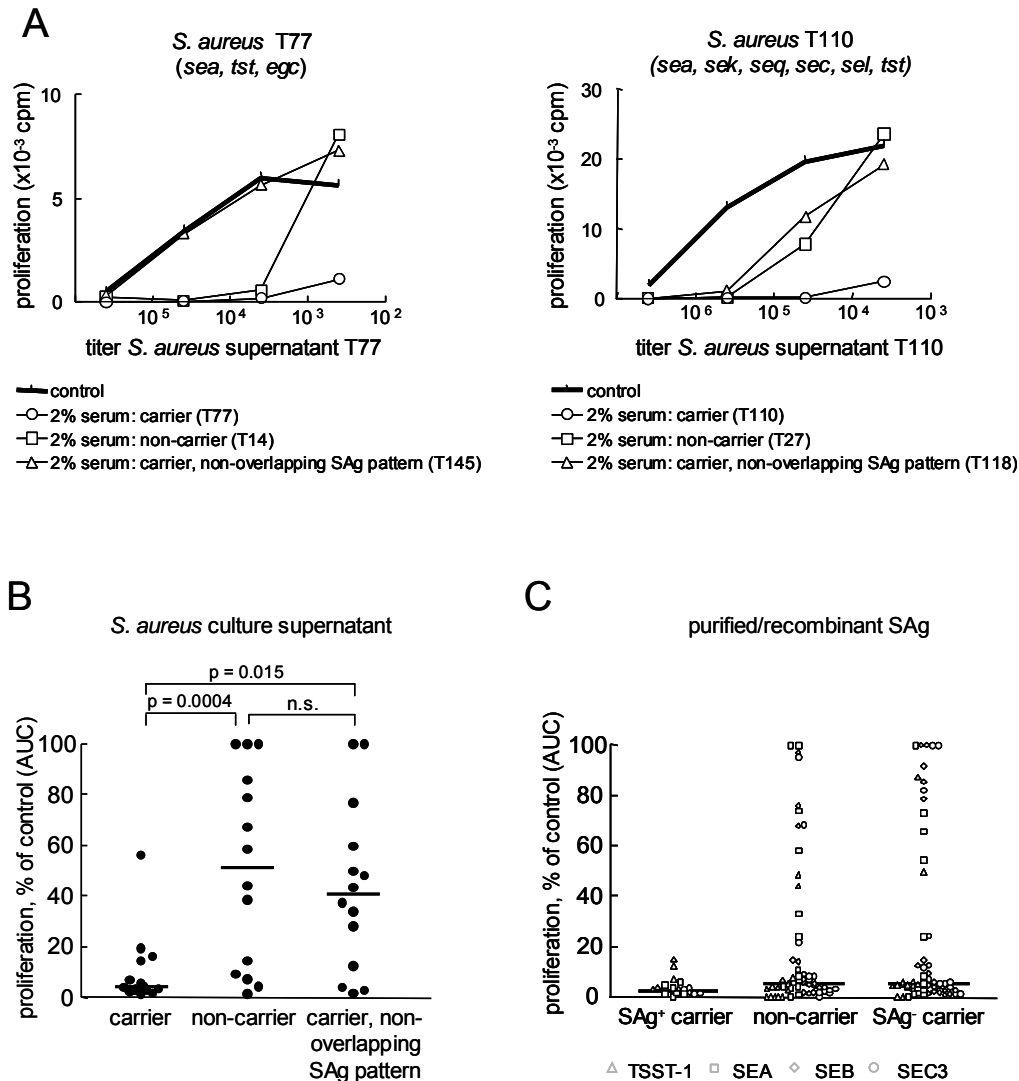 A
S. aureus T77
(sea, tst, egc)
proliferation (x10-3 cpm)
10
5
0
10^5
10^4
10^3
10^2
titer S. aureus supernatant T77
control
2% serum: carrier (T77)
2% serum: non-carrier (T14)
2% serum: carrier, non-overlapping SAg pattern (T145)
S. aureus T110
(sea, sek, seq, sec, sel, tst)
proliferation (x10-3 cpm)
30
20
10
0
10^6
10^5
10^4
10^3
titer S. aureus supernatant T110
control
2% serum: carrier (T110)
2% serum: non-carrier (T27)
2% serum: carrier, non-overlapping SAg pattern (T118)
B
S. aureus culture supernatant
p = 0.015
p = 0.0004
n.s.
proliferation, % of control (AUC)
100
80
60
40
20
0
carrier
non-carrier
carrier, non-
overlapping
SAg pattern
C
purified/recombinant SAg
proliferation, % of control (AUC)
100
80
60
40
20
0
SAg+ carrier
non-carrier
SAg- carrier
TSST-1
SEA
SEB
SEC3